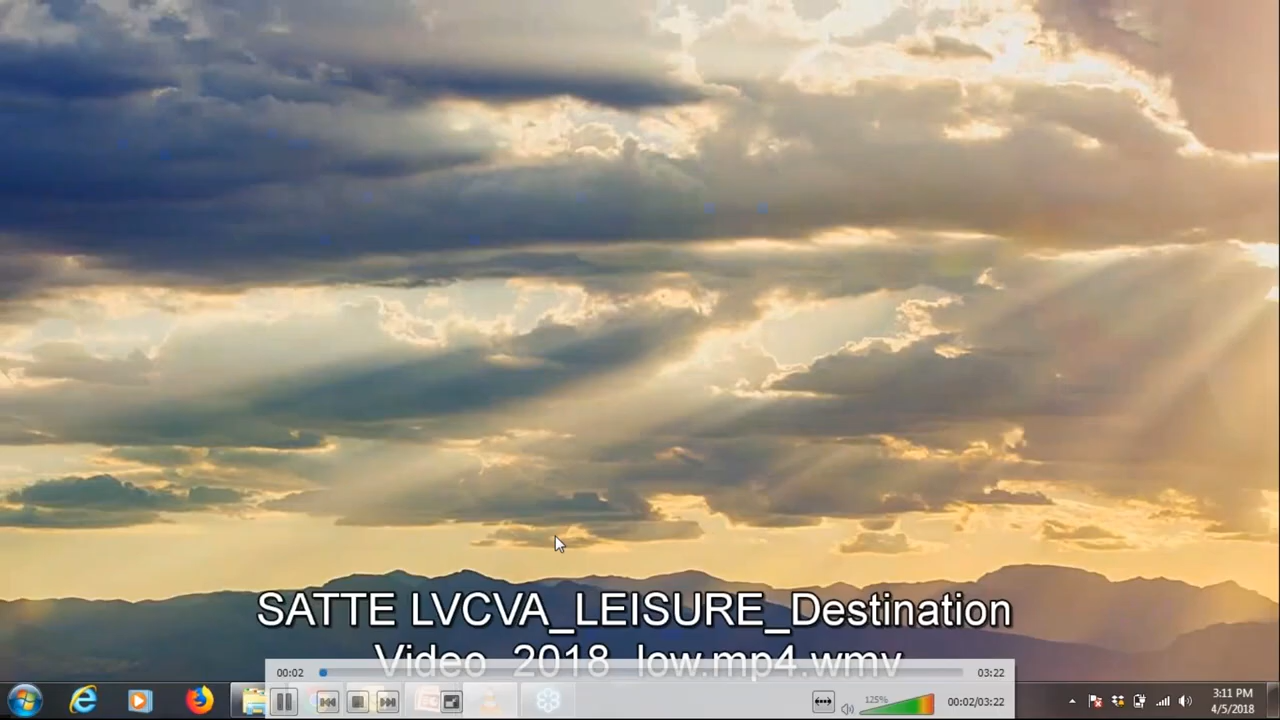 SATTE LVCVA_LEISURE_Destination
Video_2018_low.mp4.wmv
00:02
03:22
125%
00:02/03:22
3:11 PM
4/5/2018